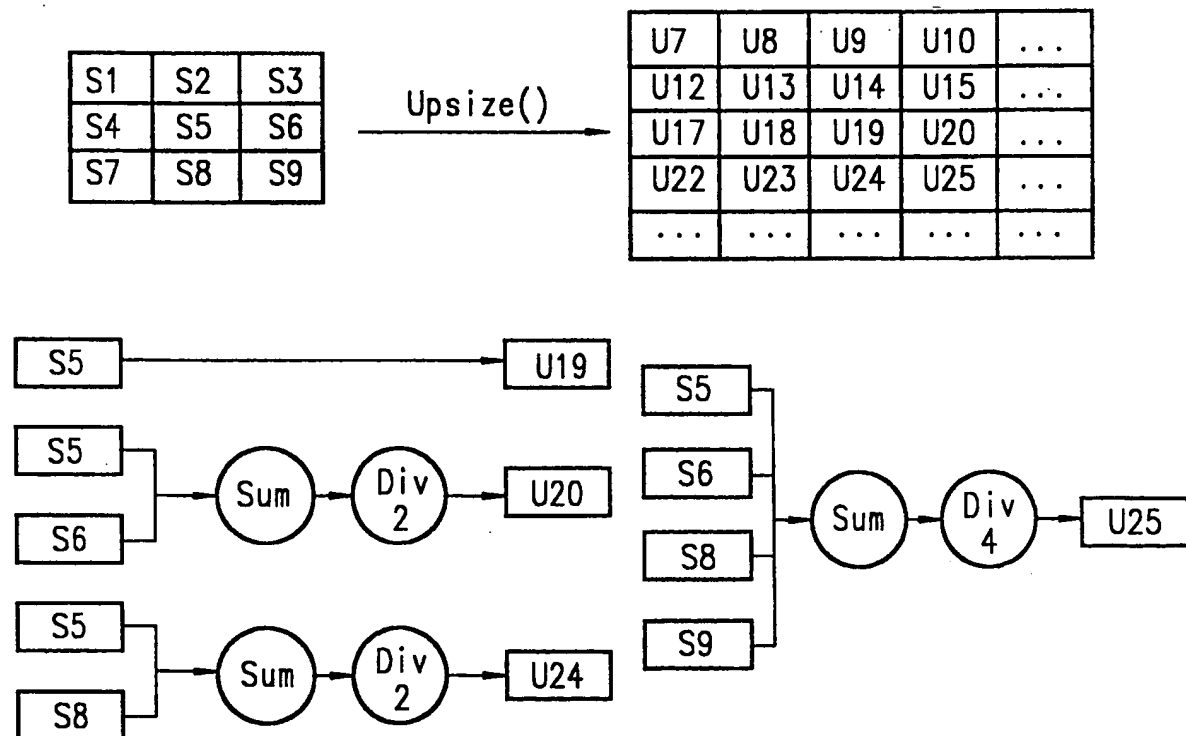 S1 S2 S3
S4 S5 S6
S7 S8 S9
Upsize()
U7 U8 U9 U10 ...
U12 U13 U14 U15 ...
U17 U18 U19 U20 ...
U22 U23 U24 U25 ...
... ... ... ... ...
S5 U19
S5
S6
Sum
Div
2
U20
S5
S8
Sum
Div
2
U24
S5
S6
S8
S9
Sum
Div
4
U25